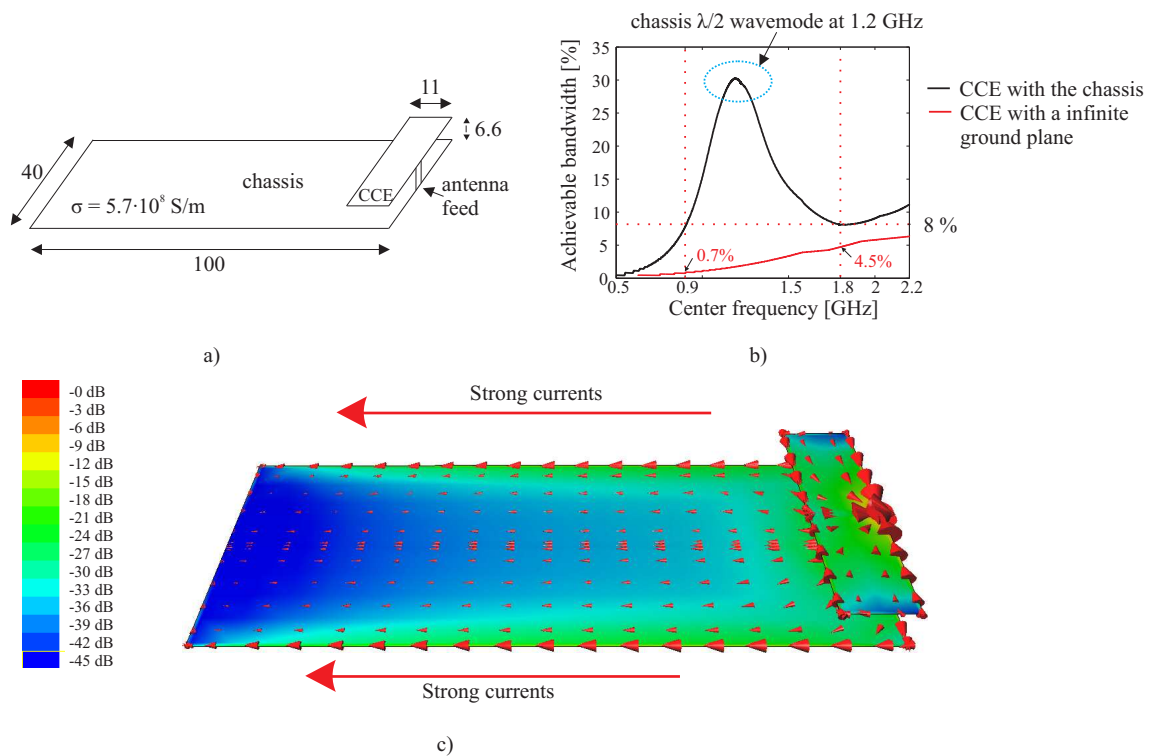 11
6.6
40
chassis
CCE
antenna
feed
σ = 5.7·10⁸ S/m
100
a)
chassis λ/2 wavemode at 1.2 GHz
Achievable bandwidth [%]
35
30
25
20
15
10
5
0
0.5
0.9
1.5
1.8
2
2.2
Center frequency [GHz]
0.7%
4.5%
8 %
CCE with the chassis
CCE with a infinite
ground plane
b)
-0 dB
-3 dB
-6 dB
-9 dB
-12 dB
-15 dB
-18 dB
-21 dB
-24 dB
-27 dB
-30 dB
-33 dB
-36 dB
-39 dB
-42 dB
-45 dB
Strong currents
Strong currents
c)